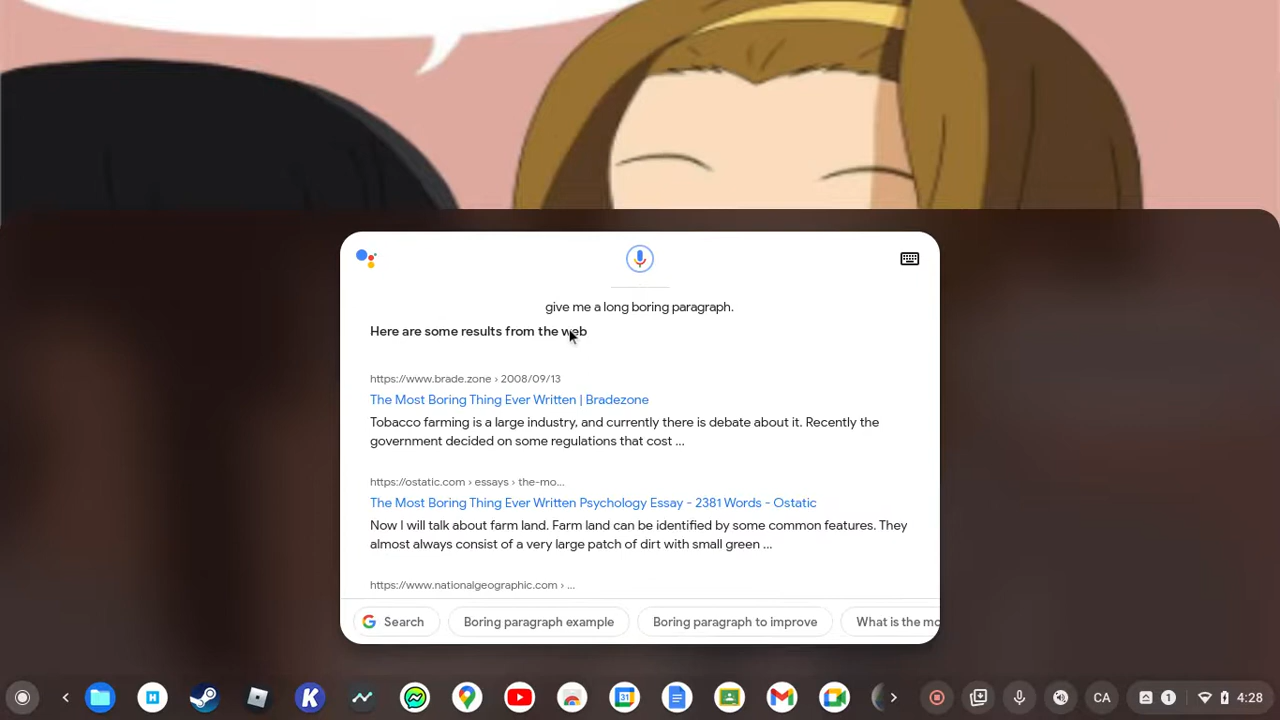 give me a long boring paragraph.
Here are some results from the web
https://www.brade.zone › 2008/09/13
The Most Boring Thing Ever Written | Bradezone
Tobacco farming is a large industry, and currently there is debate about it. Recently the
government decided on some regulations that cost ...
https://ostatic.com › essays › the-mo...
The Most Boring Thing Ever Written Psychology Essay - 2381 Words - Ostatic
Now I will talk about farm land. Farm land can be identified by some common features. They
almost always consist of a very large patch of dirt with small green ...
https://www.nationalgeographic.com › ...
Search
Boring paragraph example
Boring paragraph to improve
What is the mo
H
K
31
CA
1
4:28